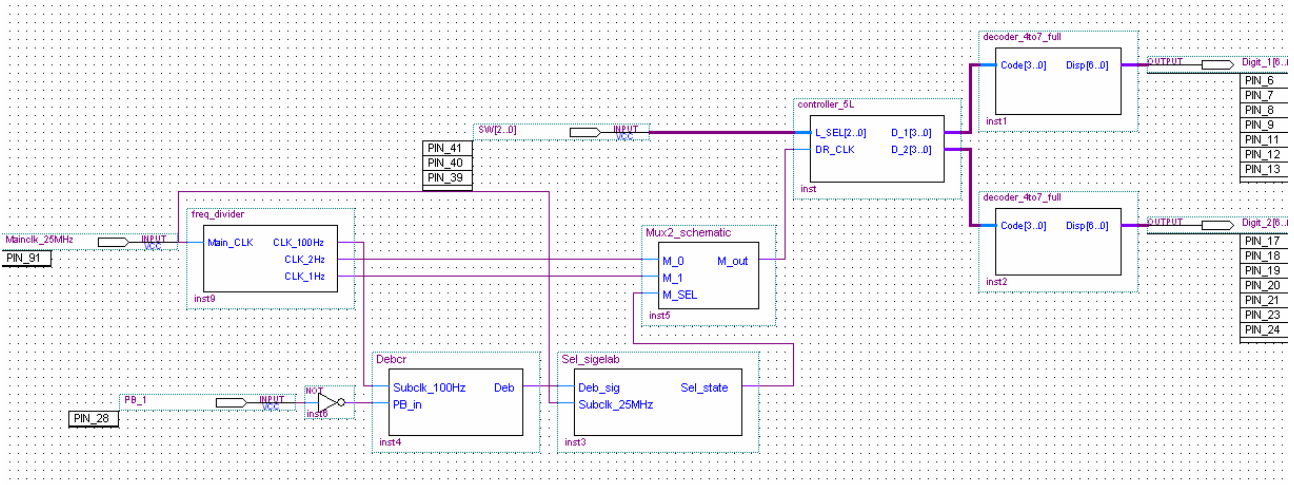 decoder_4to7_full
Code[3..0] Disp[6..0]
inst1
OUTPUT Digit_1[6..
PIN_6
PIN_7
PIN_8
PIN_9
PIN_11
PIN_12
PIN_13
controller_5L
L_SEL[2..0] D_1[3..0]
DR_CLK D_2[3..0]
inst
SW[2..0] INPUT
VCC
PIN_41
PIN_40
PIN_39
decoder_4to7_full
Code[3..0] Disp[6..0]
inst2
OUTPUT Digit_2[6..
PIN_17
PIN_18
PIN_19
PIN_20
PIN_21
PIN_23
PIN_24
freq_divider
Main_CLK CLK_100Hz
CLK_2Hz
CLK_1Hz
inst9
Mainclk_25MHz INPUT
VCC
PIN_91
Mux2_schematic
M_0 M_out
M_1
M_SEL
inst5
Debcr
Subclk_100Hz Deb
PB_in
inst4
Sel_sigelab
Deb_sig Sel_state
Subclk_25MHz
inst3
PB_1 INPUT
VCC
PIN_28
NOT
inst6